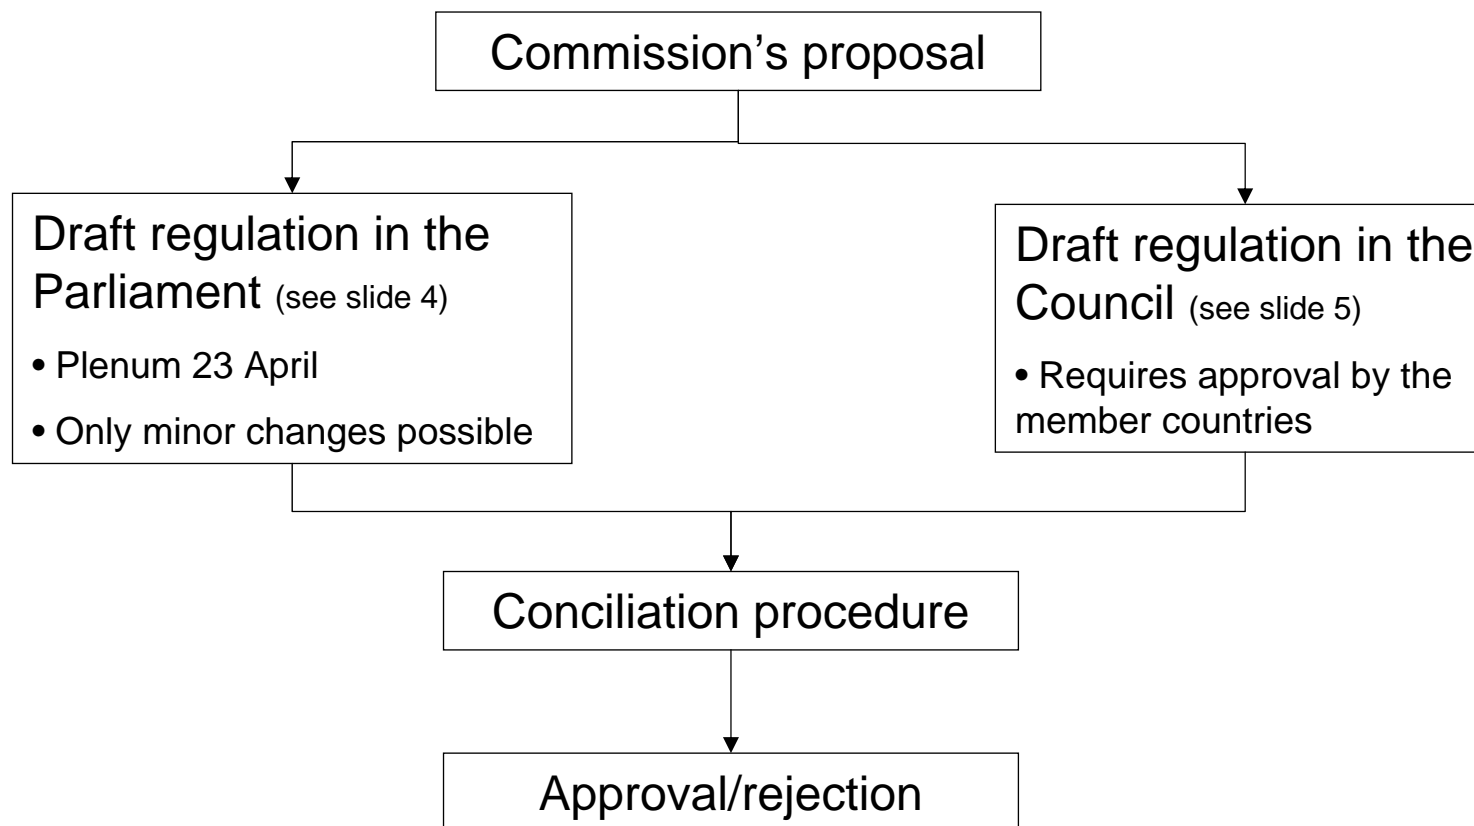 Commission’s proposal
Draft regulation in the
Parliament (see slide 4)
• Plenum 23 April
• Only minor changes possible
Draft regulation in the
Council (see slide 5)
• Requires approval by the
member countries
Conciliation procedure
Approval/rejection